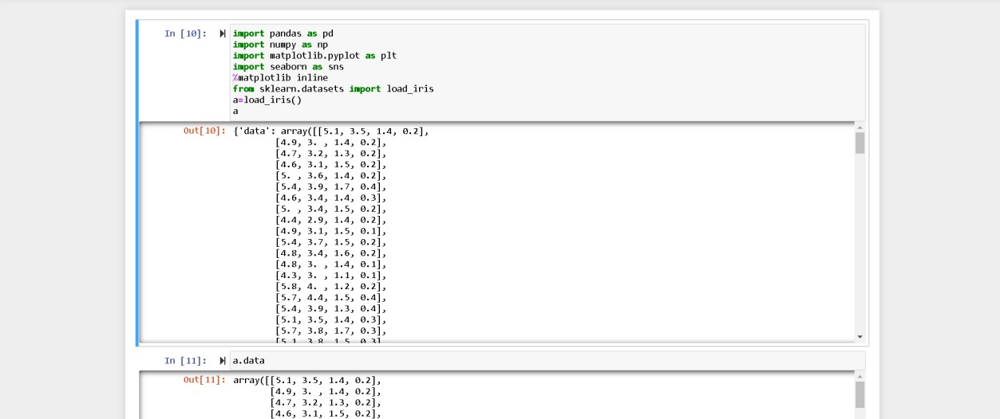 In [10]: import pandas as pd
import numpy as np
import matplotlib.pyplot as plt
import seaborn as sns
%matplotlib inline
from sklearn.datasets import load_iris
a=load_iris()
a
Out[10]: {'data': array([[5.1, 3.5, 1.4, 0.2],
[4.9, 3. , 1.4, 0.2],
[4.7, 3.2, 1.3, 0.2],
[4.6, 3.1, 1.5, 0.2],
[5. , 3.6, 1.4, 0.2],
[5.4, 3.9, 1.7, 0.4],
[4.6, 3.4, 1.4, 0.3],
[5. , 3.4, 1.5, 0.2],
[4.4, 2.9, 1.4, 0.2],
[4.9, 3.1, 1.5, 0.1],
[5.4, 3.7, 1.5, 0.2],
[4.8, 3.4, 1.6, 0.2],
[4.8, 3. , 1.4, 0.1],
[4.3, 3. , 1.1, 0.1],
[5.8, 4. , 1.2, 0.2],
[5.7, 4.4, 1.5, 0.4],
[5.4, 3.9, 1.3, 0.4],
[5.1, 3.5, 1.4, 0.3],
[5.7, 3.8, 1.7, 0.3],
[5.1, 3.8, 1.5, 0.3],
In [11]: a.data
Out[11]: array([[5.1, 3.5, 1.4, 0.2],
[4.9, 3. , 1.4, 0.2],
[4.7, 3.2, 1.3, 0.2],
[4.6, 3.1, 1.5, 0.2],